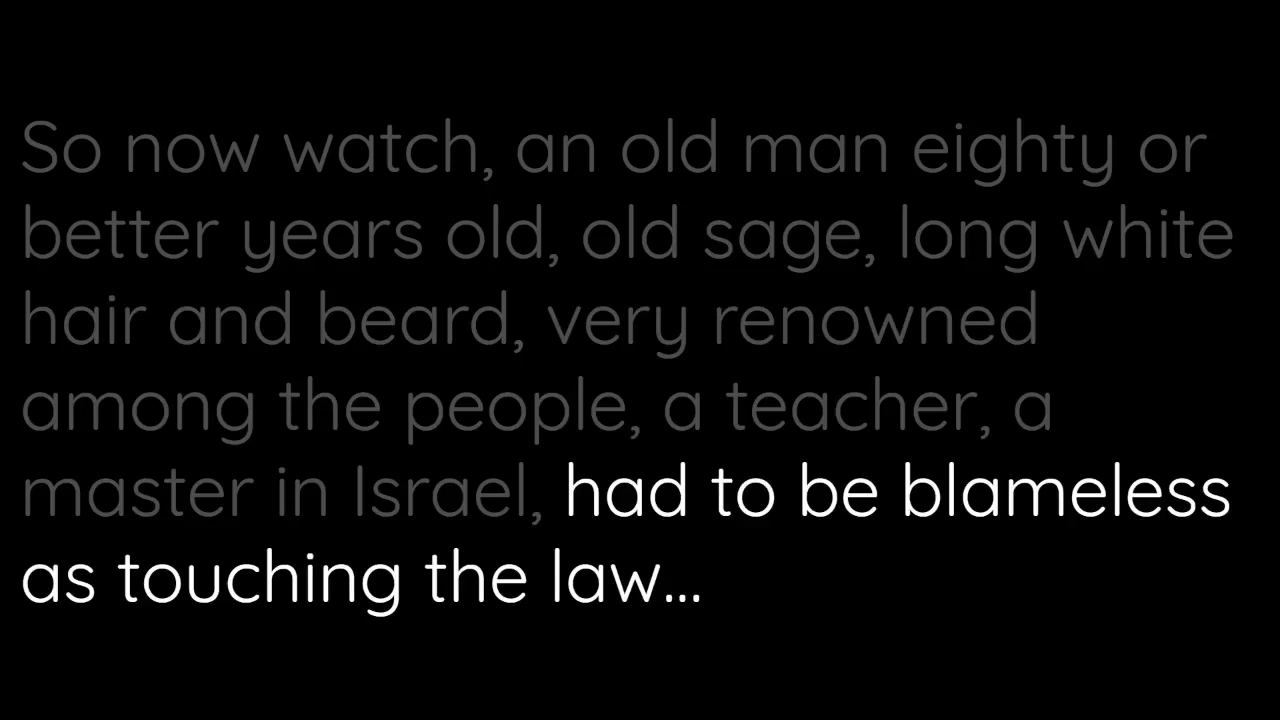 So now watch, an old man eighty or
better years old, old sage, long white
hair and beard, very renowned
among the people, a teacher, a
master in Israel, had to be blameless
as touching the law...